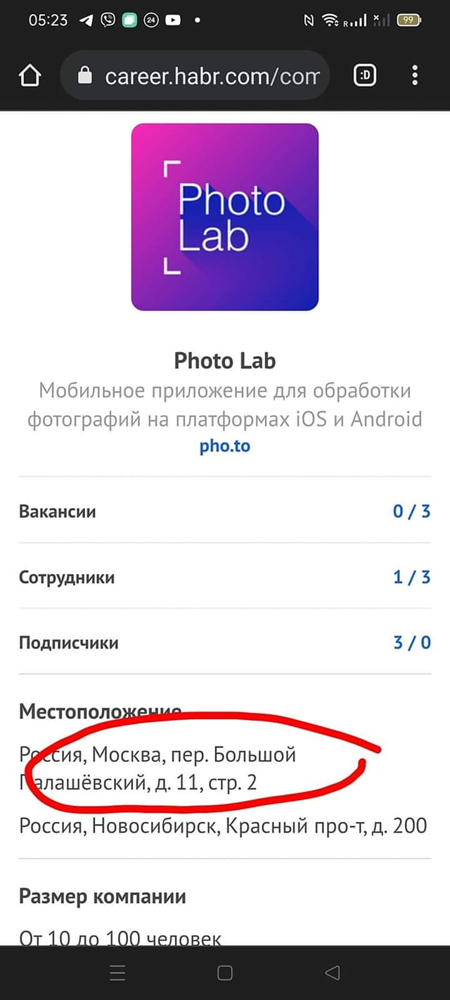 05:23
24
R
99
career.habr.com/com
:D
Photo
Lab
Photo Lab
Мобильное приложение для обработки
фотографий на платформах iOS и Android
pho.to
Вакансии 0 / 3
Сотрудники 1 / 3
Подписчики 3 / 0
Местоположение
Россия, Москва, пер. Большой
Палашёвский, д. 11, стр. 2
Россия, Новосибирск, Красный про-т, д. 200
Размер компании
От 10 до 100 человек